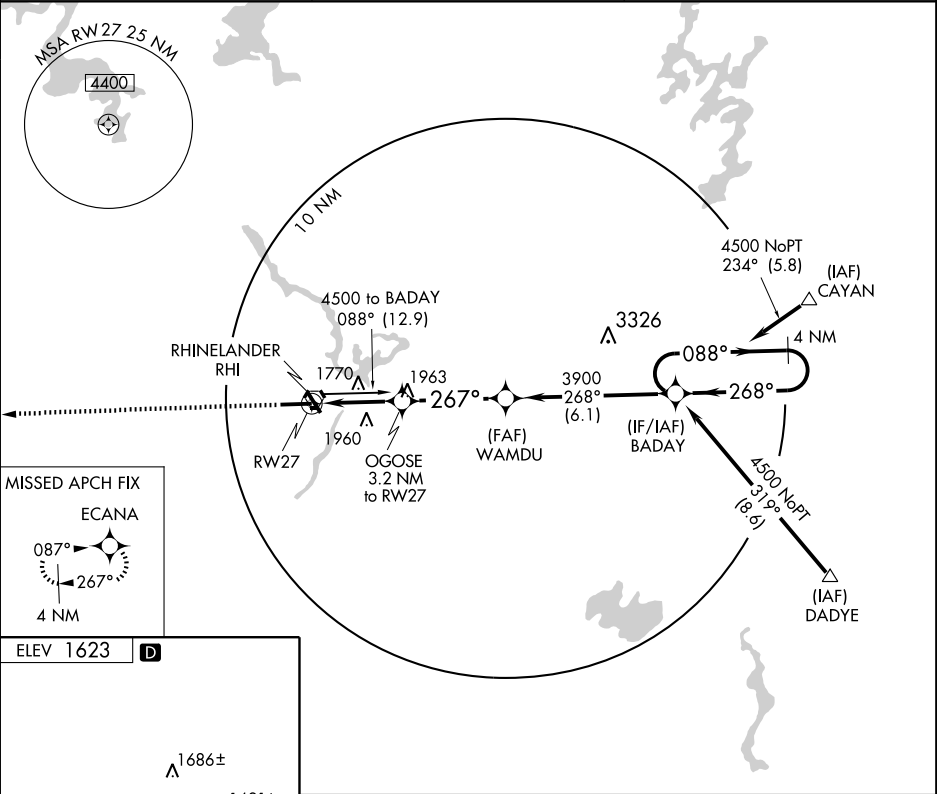 MSA RW27 25 NM
4400
10 NM
4500 NoPT
234° (5.8)
(IAF)
CAYAN
4 NM
4500 to BADAY
088° (12.9)
3326
088°
RHINELANDER
RHI
1770
1963
267°
3900
268°
(6.1)
268°
1960
RW27
OGOSE
3.2 NM
to RW27
(FAF)
WAMDU
(IF/IAF)
BADAY
4500 NoPT
319°
(8.6)
(IAF)
DADYE
MISSED APCH FIX
ECANA
087°
267°
4 NM
ELEV 1623 D
1686±